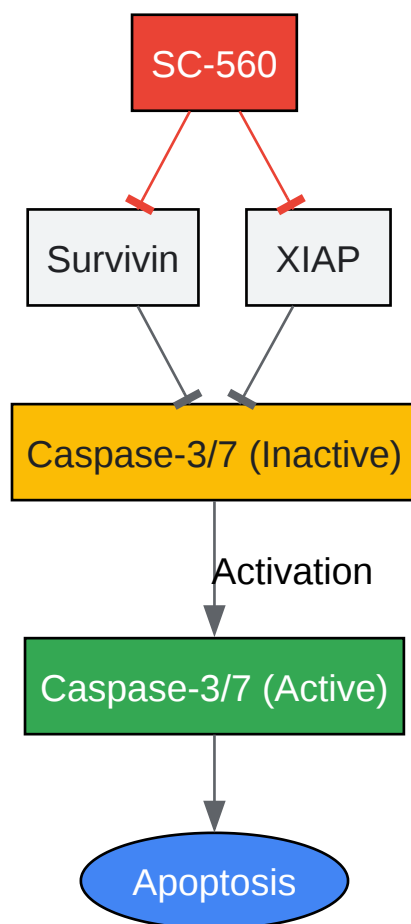 SC-560
Survivin
XIAP
Caspase-3/7 (Inactive)
Activation
Caspase-3/7 (Active)
Apoptosis